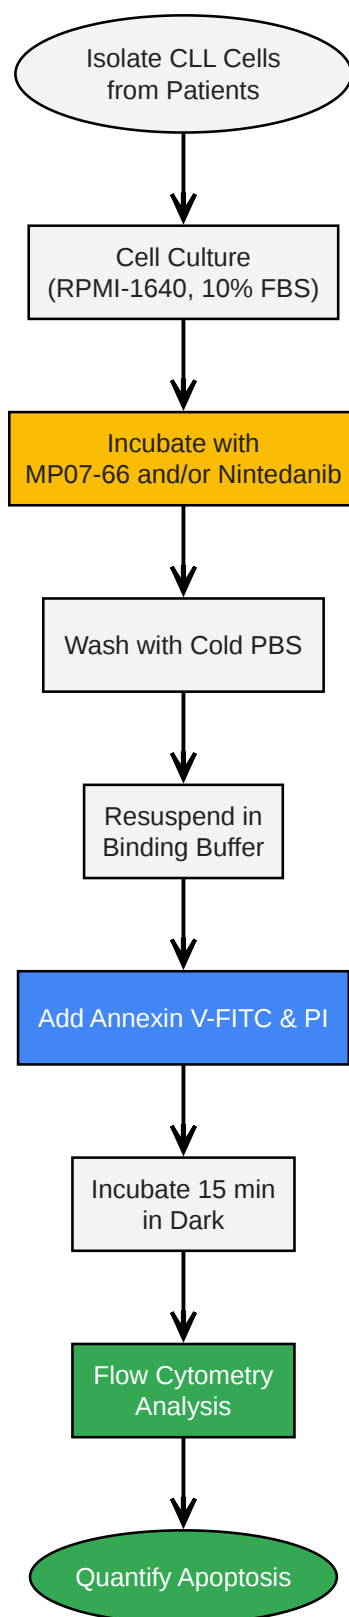 Isolate CLL Cells
from Patients
Cell Culture
(RPMI-1640, 10% FBS)
Incubate with
MP07-66 and/or Nintedanib
Wash with Cold PBS
Resuspend in
Binding Buffer
Add Annexin V-FITC & PI
Incubate 15 min
in Dark
Flow Cytometry
Analysis
Quantify Apoptosis